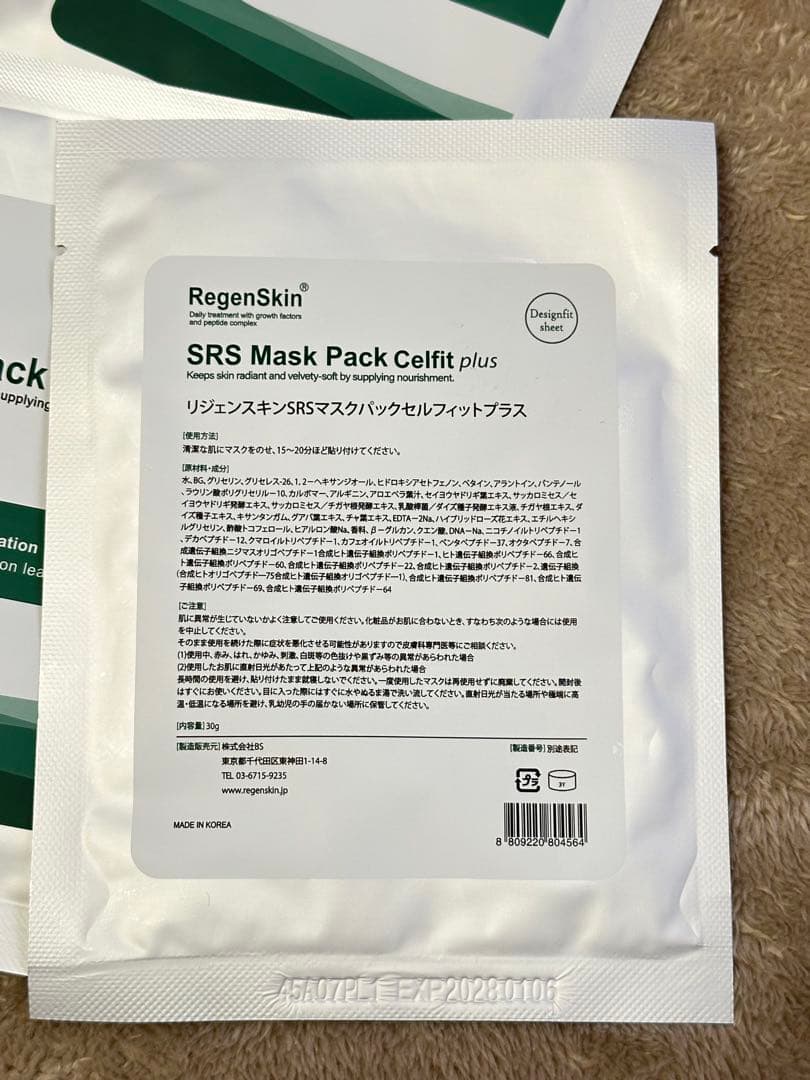 RegenSkin®
Daily treatment with growth factors
and peptide complex
Designfit
sheet
SRS Mask Pack Celfit plus
Keeps skin radiant and velvety-soft by supplying nourishment.
リジェンスキンSRSマスクパックセルフィットプラス
[使用方法]
清潔な肌にマスクをのせ、15~20分ほど貼り付けてください。
[原材料・成分]
水、BG、グリセリン、グリセレス-26、1,2-ヘキサンジオール、ヒドロキシアセトフェノン、ベタイン、アラントイン、パンテノール
、ラウリン酸ポリグリセリル-10、カルボマー、アルギニン、アロエベラ葉汁、セイヨウヤドリギ葉エキス、サッカロミセス/セ
イヨウヤドリギ発酵エキス、サッカロミセス/チガヤ根発酵エキス、乳酸桿菌/ダイズ種子発酵エキス液、チガヤ根エキス、ダ
イズ種子エキス、キサンタンガム、グアバ葉エキス、チャ葉エキス、EDTA-2Na、ハイブリッドローズ花エキス、エチルヘキシ
ルグリセリン、酢酸トコフェロール、ヒアルロン酸Na、香料、β-グルカン、クエン酸、DNA-Na、ニコチノイルトリペプチド-1
、デカペプチド-12、クマロイルトリペプチド-1、カフェオイルトリペプチド-1、ペンタペプチド-37、オクタペプチド-7、合
成遺伝子組換ニジマスオリゴペプチド-1合成ヒト遺伝子組換ポリペプチド-1、ヒト遺伝子組換ポリペプチド-66、合成ヒ
ト遺伝子組換ポリペプチド-60、合成ヒト遺伝子組換ポリペプチド-22、合成ヒト遺伝子組換ポリペプチド-2、遺伝子組換
(合成ヒトオリゴペプチド-75合成ヒト遺伝子組換オリゴペプチド-1)、合成ヒト遺伝子組換ポリペプチド-81、合成ヒト遺伝
子組換ポリペプチド-69、合成ヒト遺伝子組換ポリペプチド-64
[ご注意]
肌に異常が生じていないかよく注意してご使用ください。化粧品がお肌に合わないとき、すなわち次のような場合には使用
を中止してください。
そのまま使用を続けた際に症状を悪化させる可能性がありますので皮膚科専門医等にご相談ください。
(1)使用中、赤み、はれ、かゆみ、刺激、白斑等の色抜けや黒ずみ等の異常があらわれた場合
(2)使用したお肌に直射日光があたって上記のような異常があらわれた場合
長時間の使用を避け、貼り付けたまま就寝しないでください。一度使用したマスクは再使用せずに廃棄してください。開封後
はすぐにお使いください。目に入った際にはすぐに水やぬるま湯で洗い流してください。直射日光が当たる場所や極端に高
温・低温になる場所を避け、乳幼児の手の届かない場所に保管してください。
[内容量]30g
[製造販売元]株式会社BS
[製造番号]別途表記
東京都千代田区東神田1-14-8
TEL 03-6715-9235
www.regenskin.jp
プラ
3Y
MADE IN KOREA
8 809220 804564
45A07PL1 EXP20280106
ack
upplying
ation
on lea